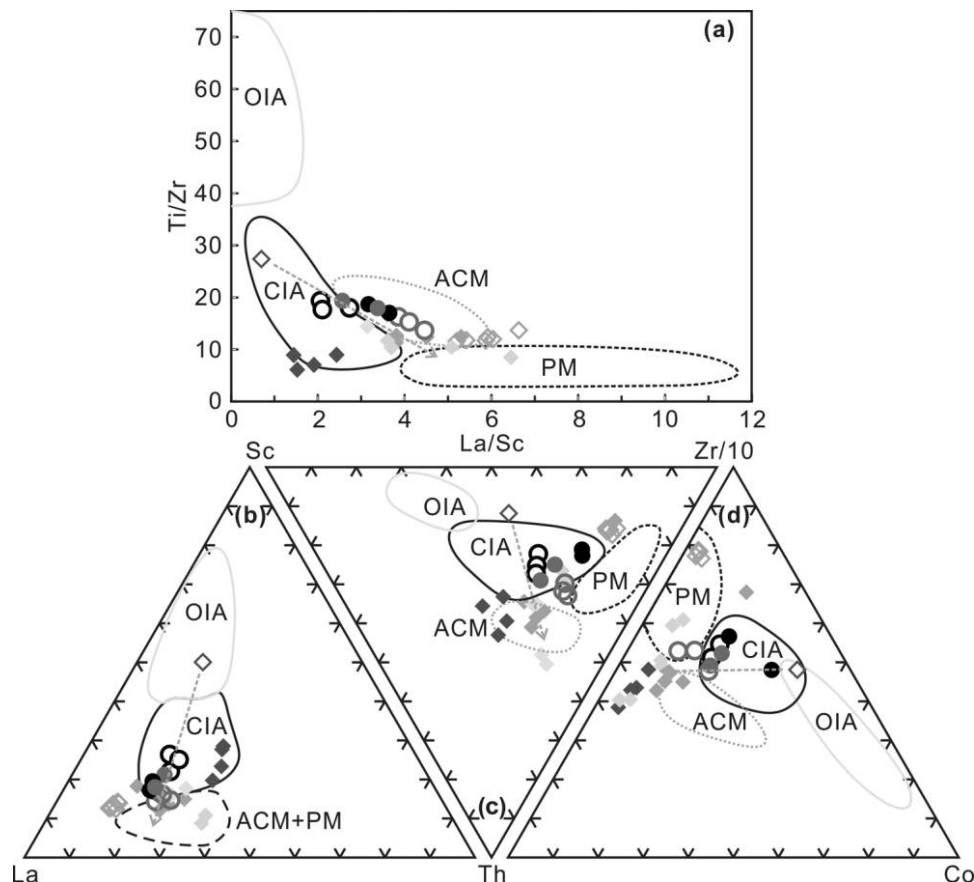 70
(a)
60
OIA
50
Ti/Zr
40
30
ACM
20
CIA
10
PM
0
0 2 4 6 8 10 12
La/Sc
Sc
Zr/10
(b)
OIA
(d)
CIA
PM
OIA
PM
CIA
ACM
CIA
ACM
OIA
(c)
ACM+PM
La
Th
Co